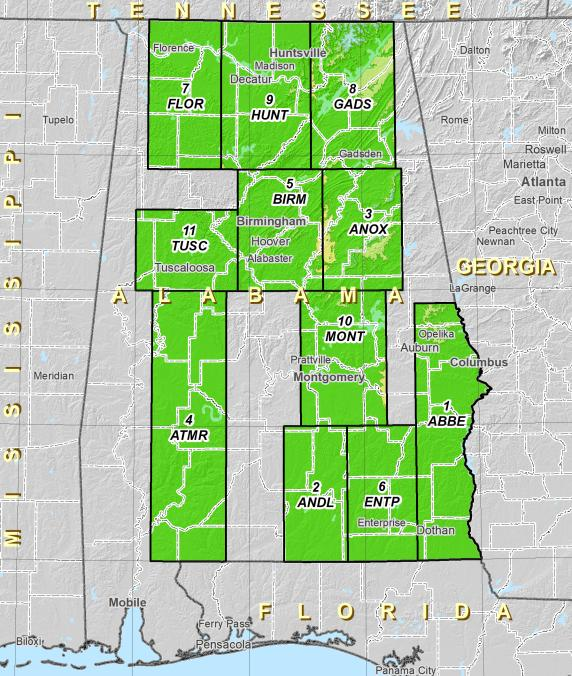 TENNESSEE
Florence
Huntsville
Dalton
Madison
Decatur
7
FLOR
9
HUNT
8
GADS
Tupelo
Rome
Milton
Roswell
Gadsden
Marietta
Atlanta
5
BIRM
East Point
3
ANOX
Birmingham
11
TUSC
Peachtree City
Hoover
Newnan
Alabaster
Tuscaloosa
GEORGIA
LaGrange
ALABAMA
10
MONT
Opelika
Auburn
Prattville
Columbus
Meridian
Montgomery
1
ABBE
4
ATMR
MISSISSIPPI
2
ANDL
6
ENTP
Enterprise
Dothan
Mobile
FLORIDA
Ferry Pass
Biloxi
Pensacola
Panama City